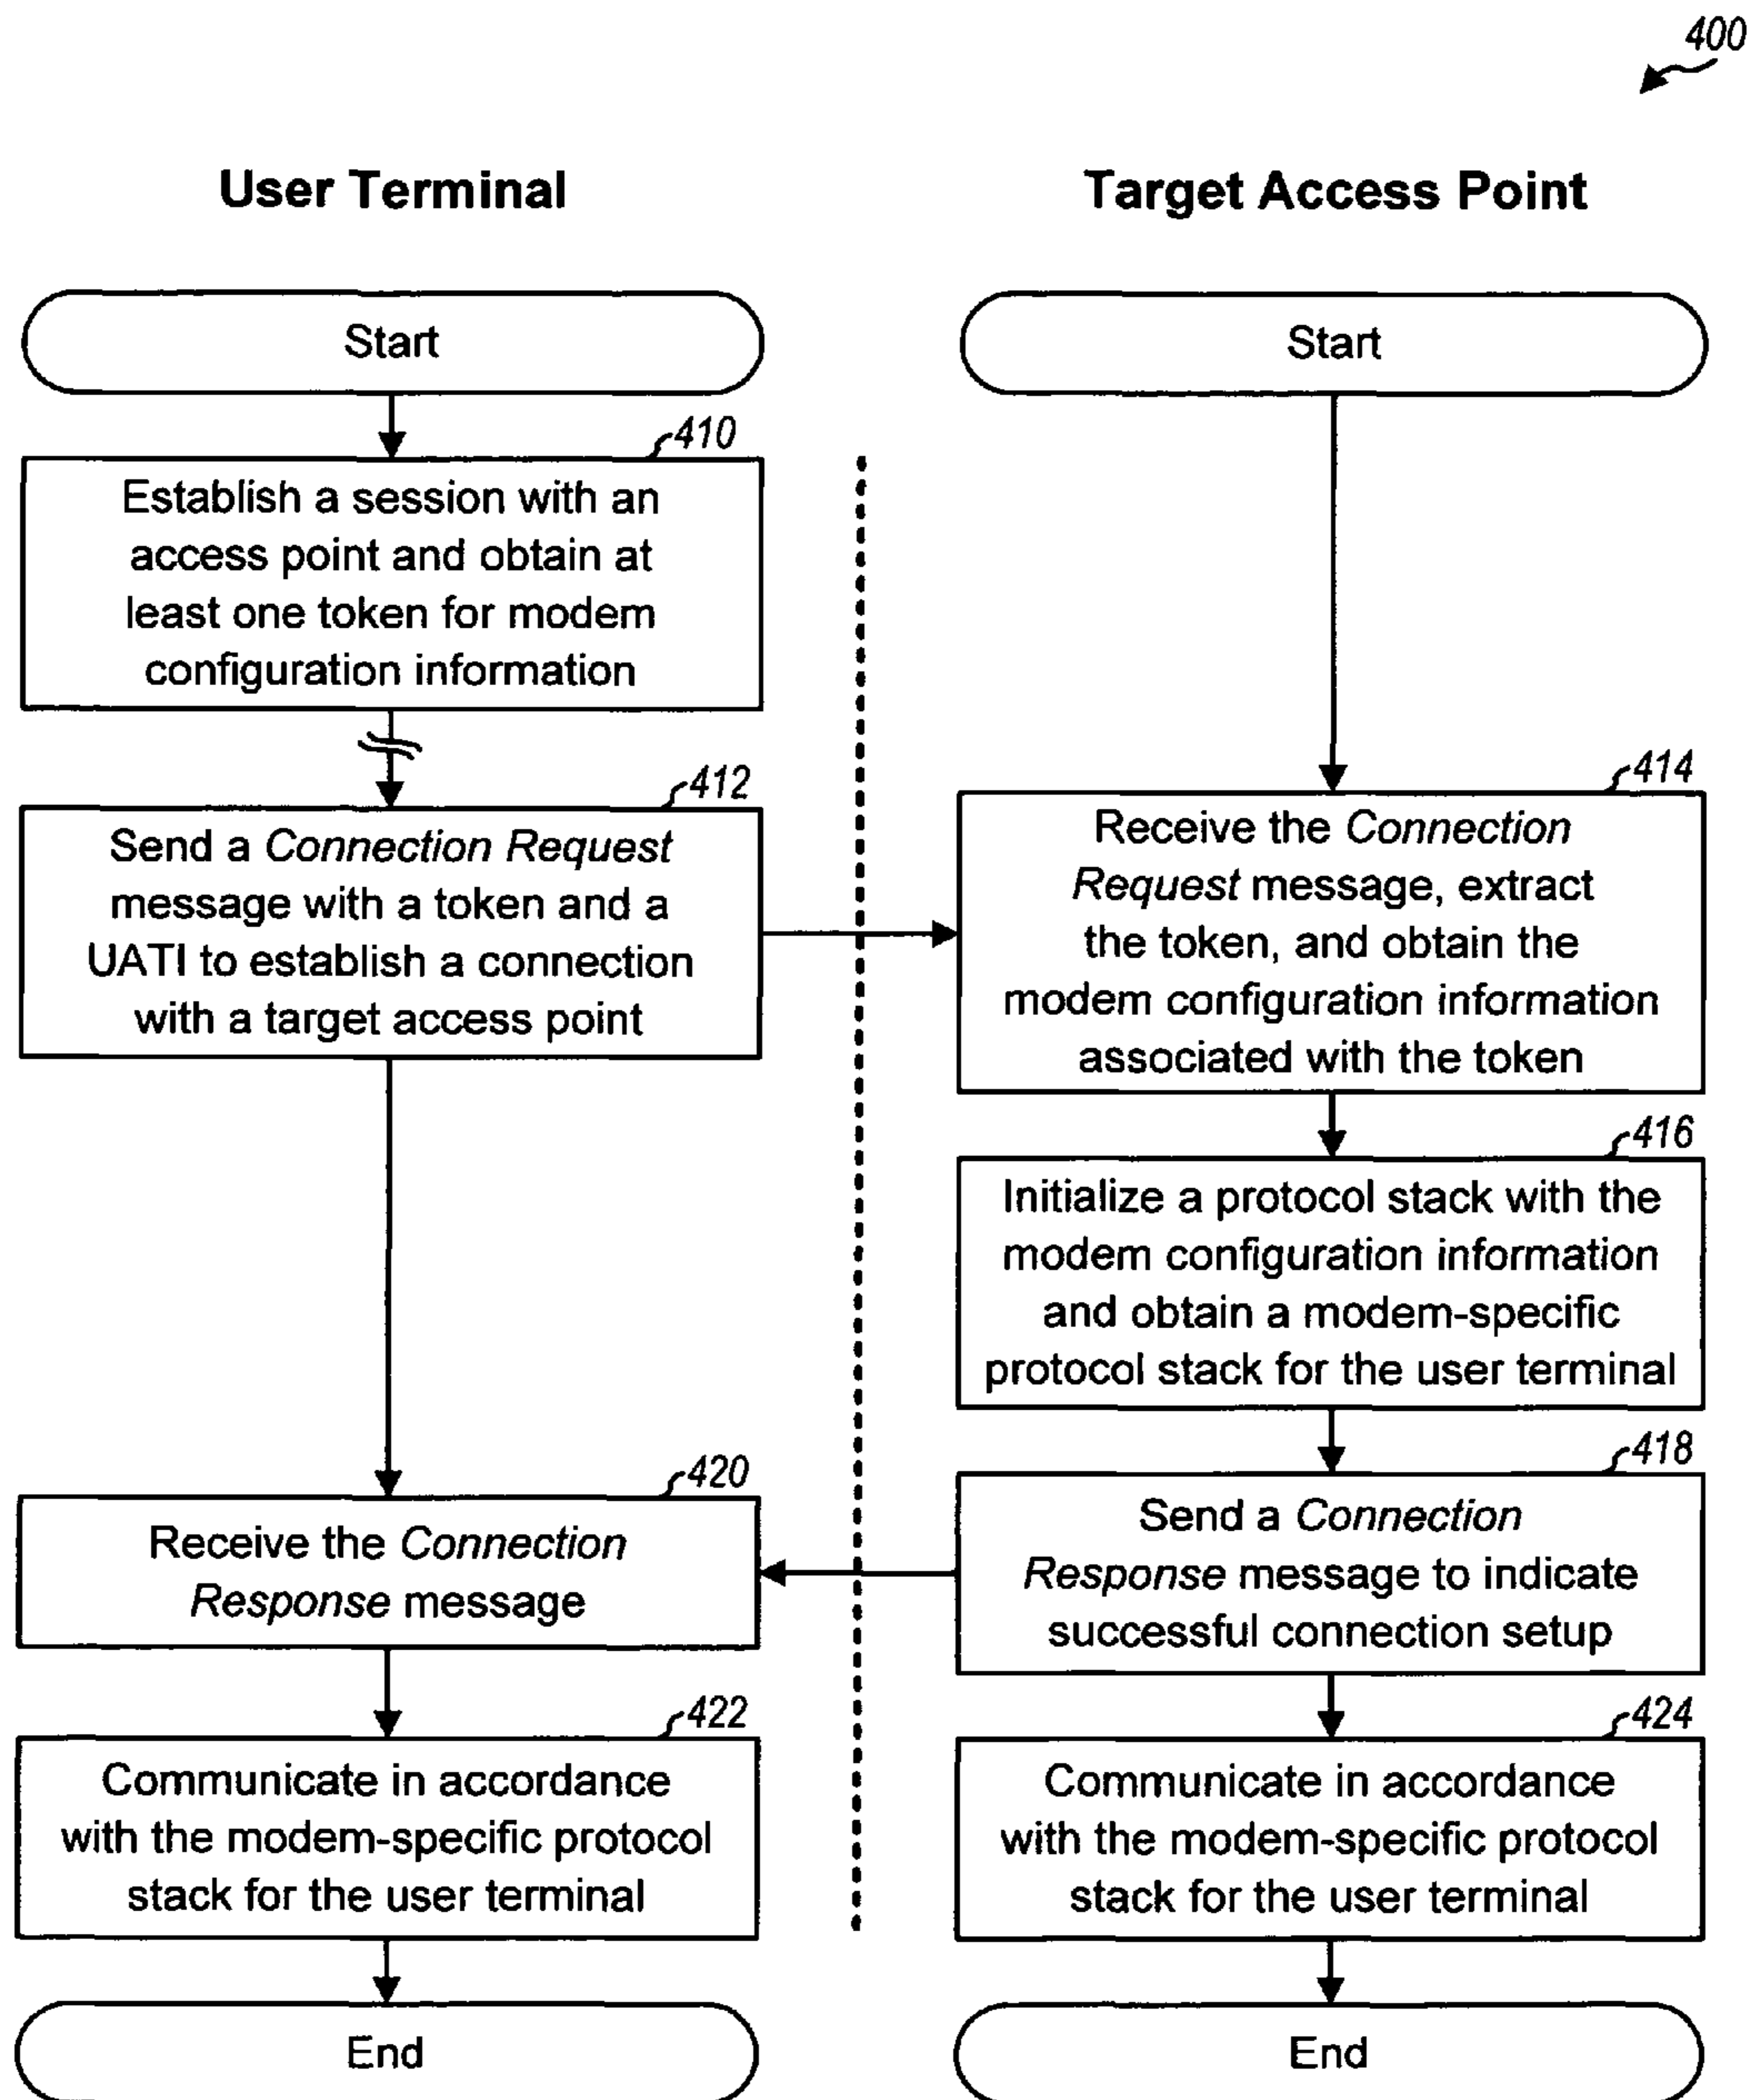 400
User Terminal
Target Access Point
Start
Start
410
Establish a session with an
access point and obtain at
least one token for modem
configuration information
412
Send a Connection Request
message with a token and a
UATI to establish a connection
with a target access point
414
Receive the Connection
Request message, extract
the token, and obtain the
modem configuration information
associated with the token
416
Initialize a protocol stack with the
modem configuration information
and obtain a modem-specific
protocol stack for the user terminal
418
Send a Connection
Response message to indicate
successful connection setup
420
Receive the Connection
Response message
422
Communicate in accordance
with the modem-specific protocol
stack for the user terminal
424
Communicate in accordance
with the modem-specific protocol
stack for the user terminal
End
End